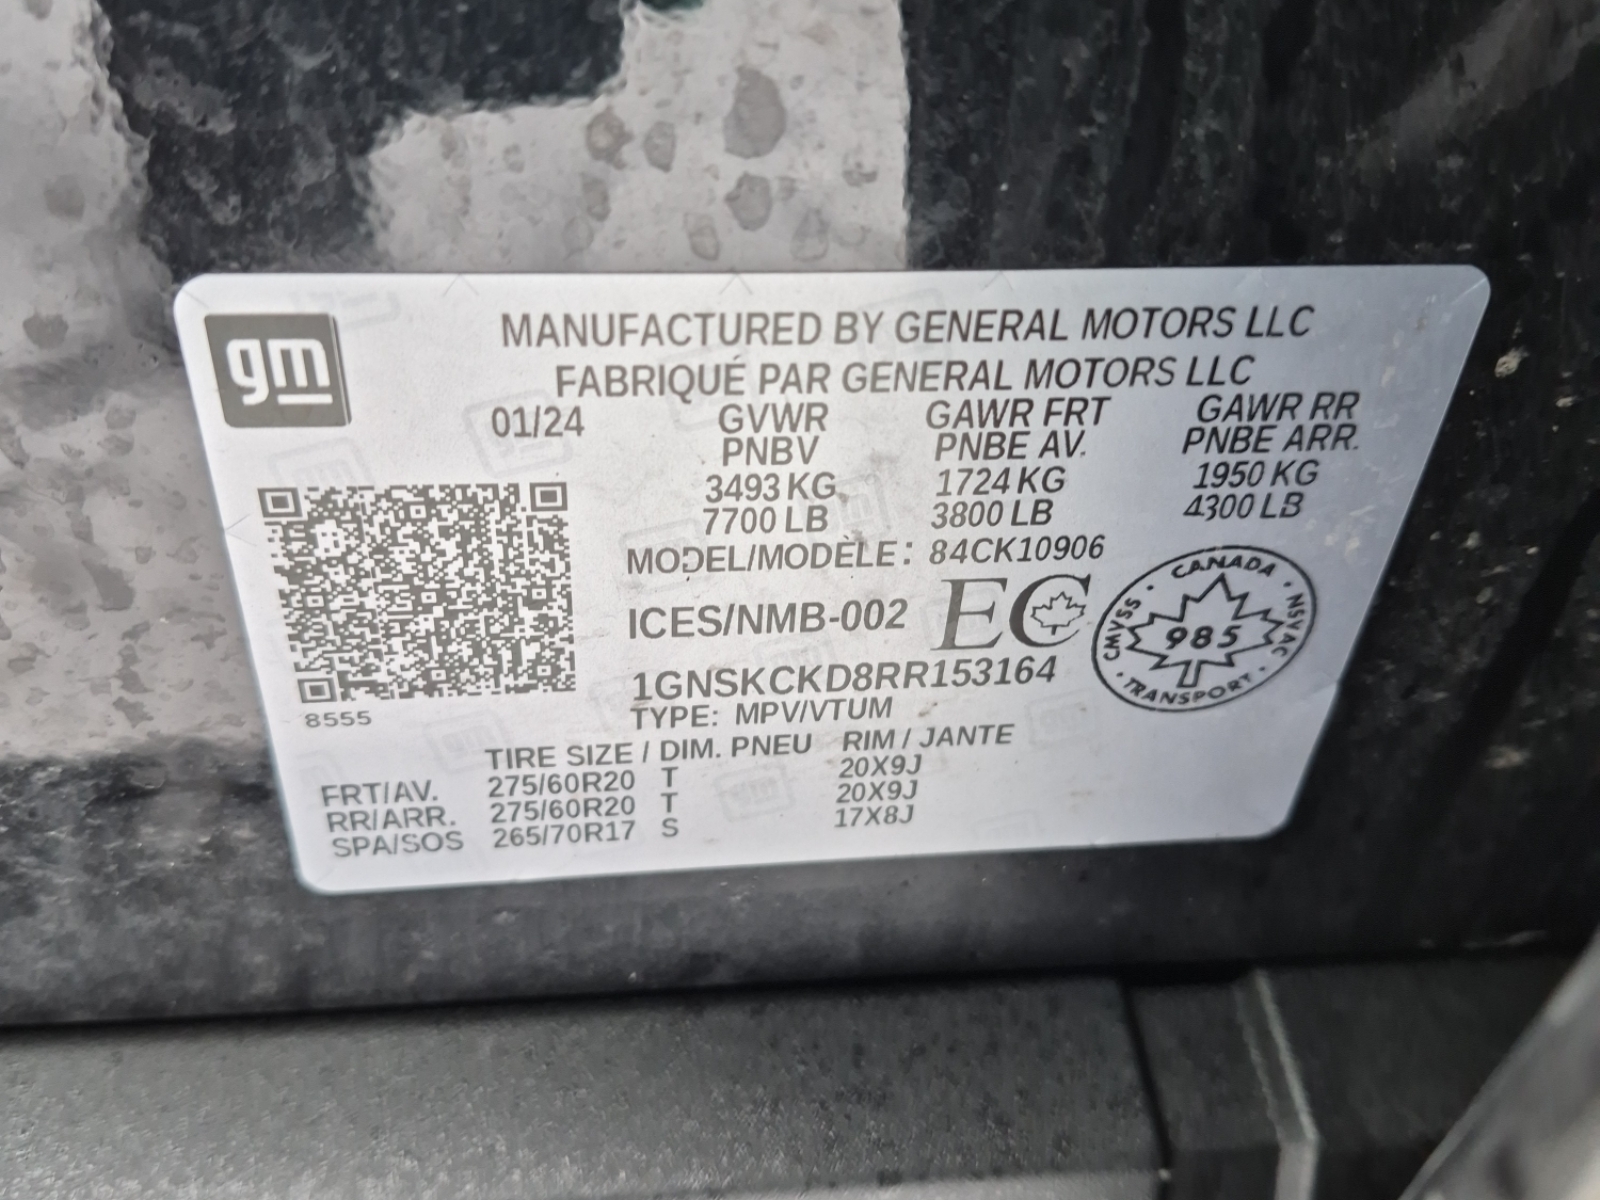 gm
MANUFACTURED BY GENERAL MOTORS LLC
FABRIQUÉ PAR GENERAL MOTORS LLC
01/24 GVWR GAWR FRT GAWR RR
PNBV PNBE AV. PNBE ARR.
3493 KG 1724 KG 1950 KG
7700 LB 3800 LB 4300 LB
MODEL/MODÈLE: 84CK10906
ICES/NMB-002 EC
CANADA
CMVSS · NSVAC
985
TRANSPORT
1GNSKCKD8RR153164
8555
TYPE: MPV/VTUM
TIRE SIZE / DIM. PNEU RIM / JANTE
FRT/AV. 275/60R20 T 20X9J
RR/ARR. 275/60R20 T 20X9J
SPA/SOS 265/70R17 S 17X8J